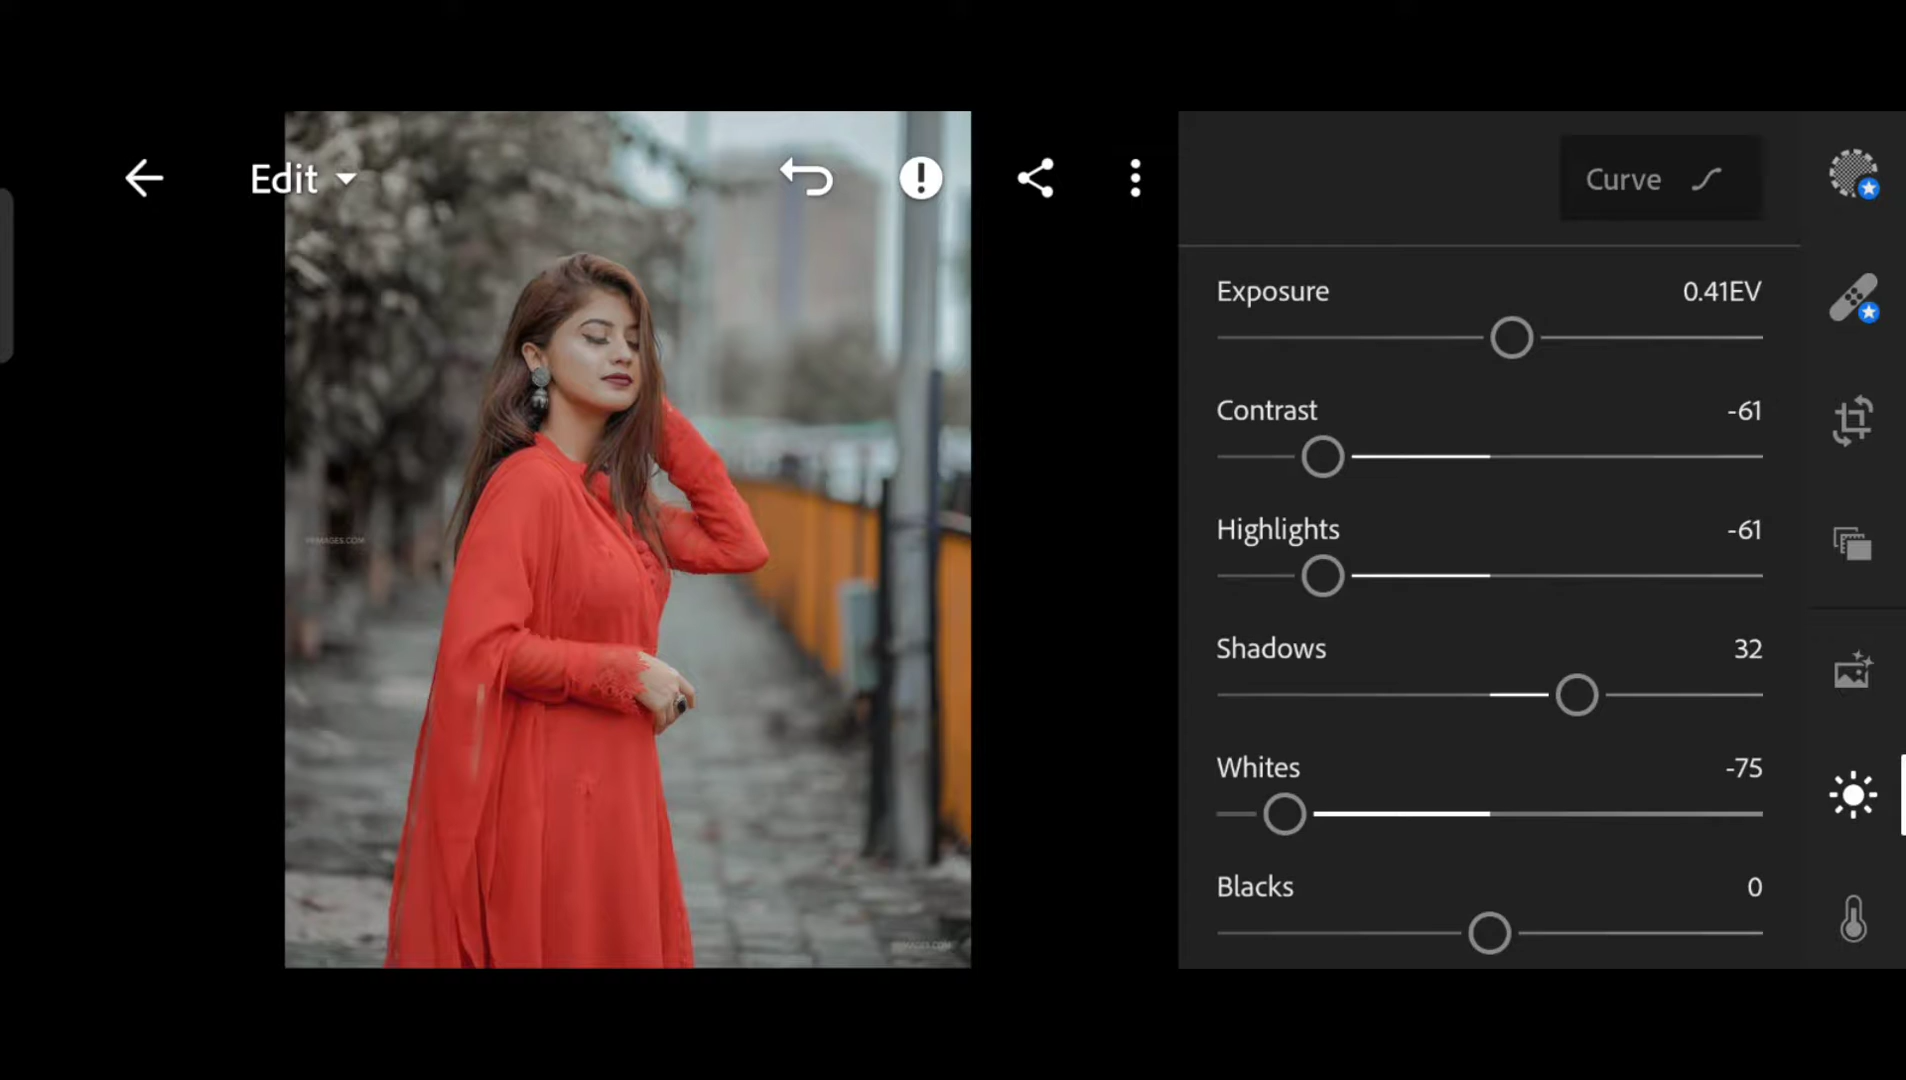 Edit
Curve
Exposure 0.41EV
Contrast -61
Highlights -61
Shadows 32
Whites -75
Blacks 0